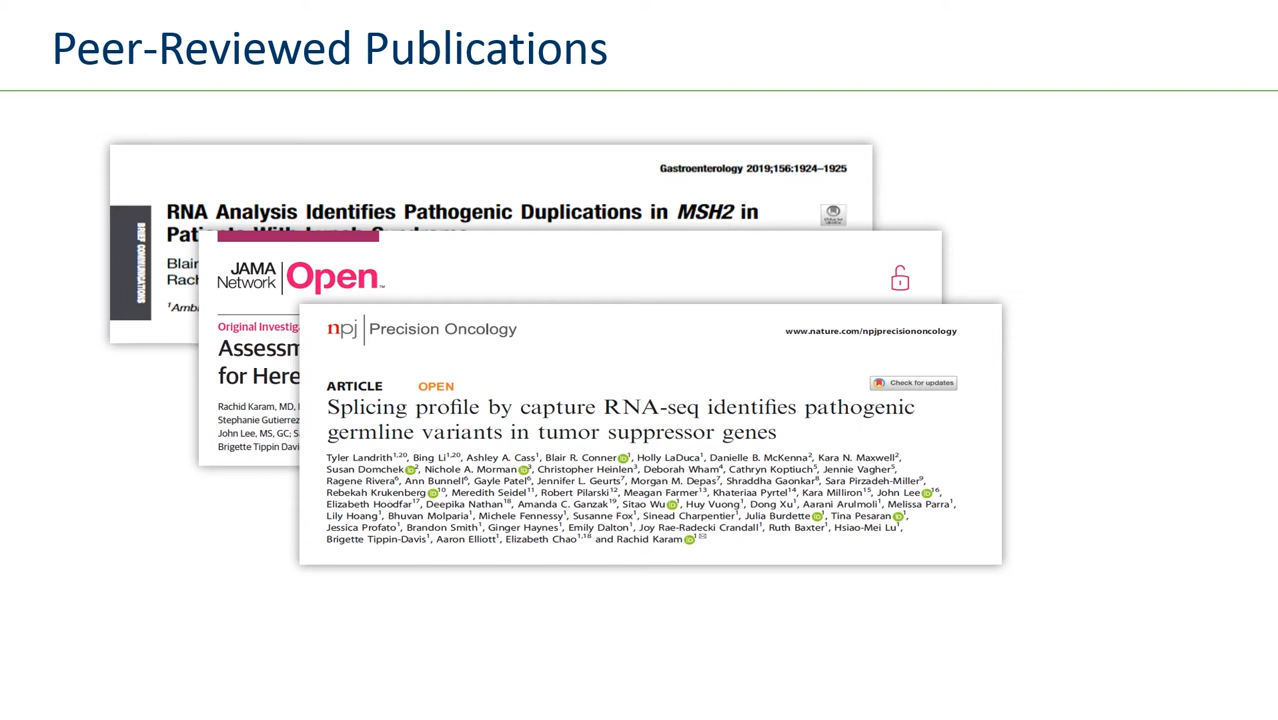 Peer-Reviewed Publications
Gastroenterology 2019;156:1924–1925
BRIEF COMMUNICATIONS
RNA Analysis Identifies Pathogenic Duplications in MSH2 in
Blair
Rach
JAMA Network Open™
Original Investiga
Assessm
for Here
Rachid Karam, MD,
Stephanie Gutierrez
John Lee, MS, GC; S
Brigette Tippin Davi
npj Precision Oncology
www.nature.com/npjprecisiononcology
ARTICLE OPEN
Check for updates
Splicing profile by capture RNA-seq identifies pathogenic
germline variants in tumor suppressor genes
Tyler Landrith1,20, Bing Li1,20, Ashley A. Cass1, Blair R. Conner1, Holly LaDuca1, Danielle B. McKenna2, Kara N. Maxwell2,
Susan Domchek2, Nichole A. Morman3, Christopher Heinlen3, Deborah Wham4, Cathryn Koptiuch5, Jennie Vagher5,
Ragene Rivera6, Ann Bunnell6, Gayle Patel6, Jennifer L. Geurts7, Morgan M. Depas7, Shraddha Gaonkar8, Sara Pirzadeh-Miller9,
Rebekah Krukenberg10, Meredith Seidel11, Robert Pilarski12, Meagan Farmer13, Khateriaa Pyrtel14, Kara Milliron15, John Lee16,
Elizabeth Hoodfar17, Deepika Nathan18, Amanda C. Ganzak19, Sitao Wu1, Huy Vuong1, Dong Xu1, Aarani Arulmoli1, Melissa Parra1,
Lily Hoang1, Bhuvan Molparia1, Michele Fennessy1, Susanne Fox1, Sinead Charpentier1, Julia Burdette1, Tina Pesaran1,
Jessica Profato1, Brandon Smith1, Ginger Haynes1, Emily Dalton1, Joy Rae-Radecki Crandall1, Ruth Baxter1, Hsiao-Mei Lu1,
Brigette Tippin-Davis1, Aaron Elliott1, Elizabeth Chao1,18 and Rachid Karam1